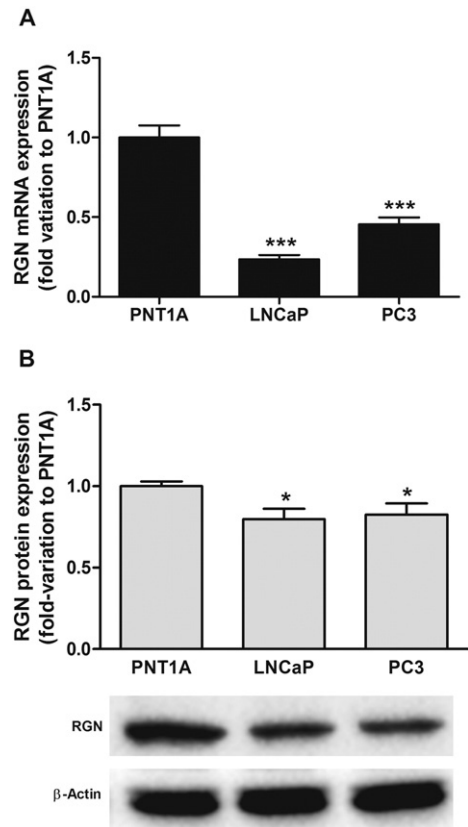 A
RGN mRNA expression
(fold vatiation to PNT1A)
1.5
1.0
0.5
0.0
***
***
PNT1A LNCaP PC3
B
RGN protein expression
(fold-variation to PNT1A)
1.5
1.0
0.5
0.0
*
*
PNT1A LNCaP PC3
RGN
β-Actin